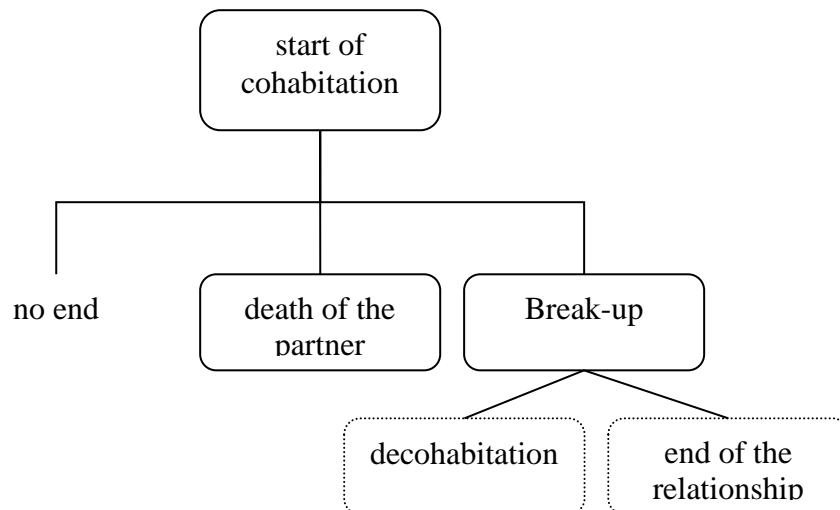 start of
cohabitation
no end
death of the
partner
Break-up
decohabitation
end of the
relationship